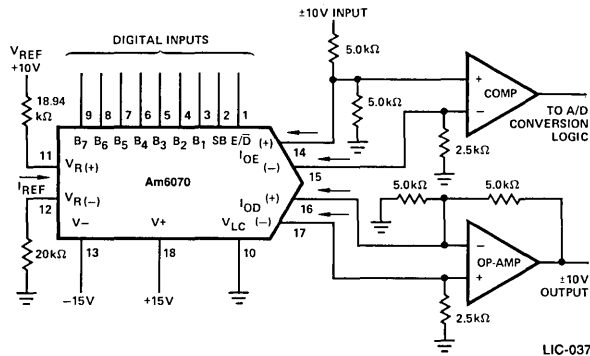 ±10V INPUT
DIGITAL INPUTS
VREF
+10V
5.0kΩ
18.94
kΩ
9 8 7 6 5 4 3 2 1
COMP
+
−
5.0kΩ
TO A/D
CONVERSION
LOGIC
B7 B6 B5 B4 B3 B2 B1 SB E/D̅ (+)
14
IOE
(−)
15
2.5kΩ
11
VR(+)
IREF
Am6070
12
VR(−)
IOD (+)
16
5.0kΩ
5.0kΩ
V− V+ VLC (−)
17
−
+
OP-AMP
±10V
OUTPUT
20kΩ
13
18
10
2.5kΩ
−15V
+15V
LIC-037